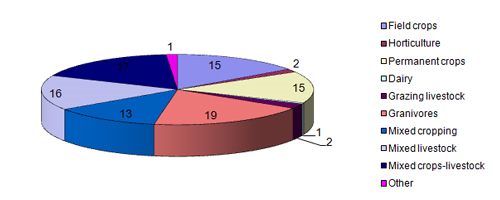 1
15
2
15
1
2
19
13
16
Field crops
Horticulture
Permanent crops
Dairy
Grazing livestock
Granivores
Mixed cropping
Mixed livestock
Mixed crops-livestock
Other